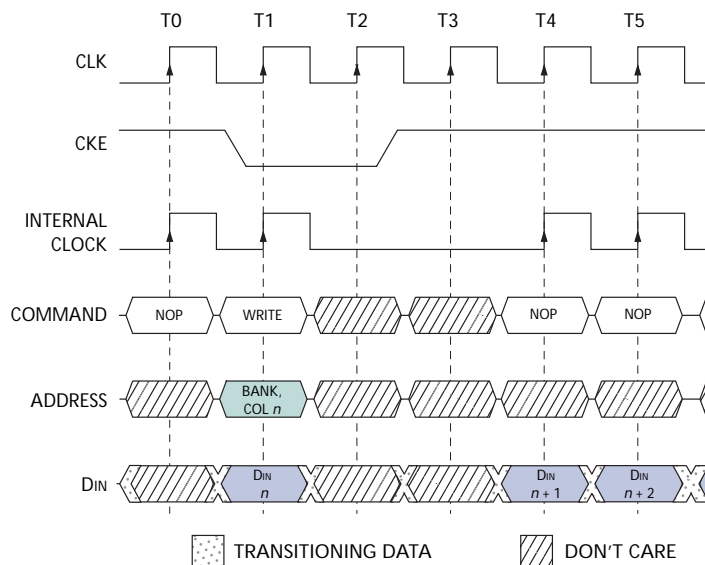 T0 T1 T2 T3 T4 T5
CLK
CKE
INTERNAL
CLOCK
COMMAND NOP WRITE NOP NOP
ADDRESS BANK,
COL n
DIN DIN
n DIN
n + 1 DIN
n + 2
TRANSITIONING DATA DON'T CARE